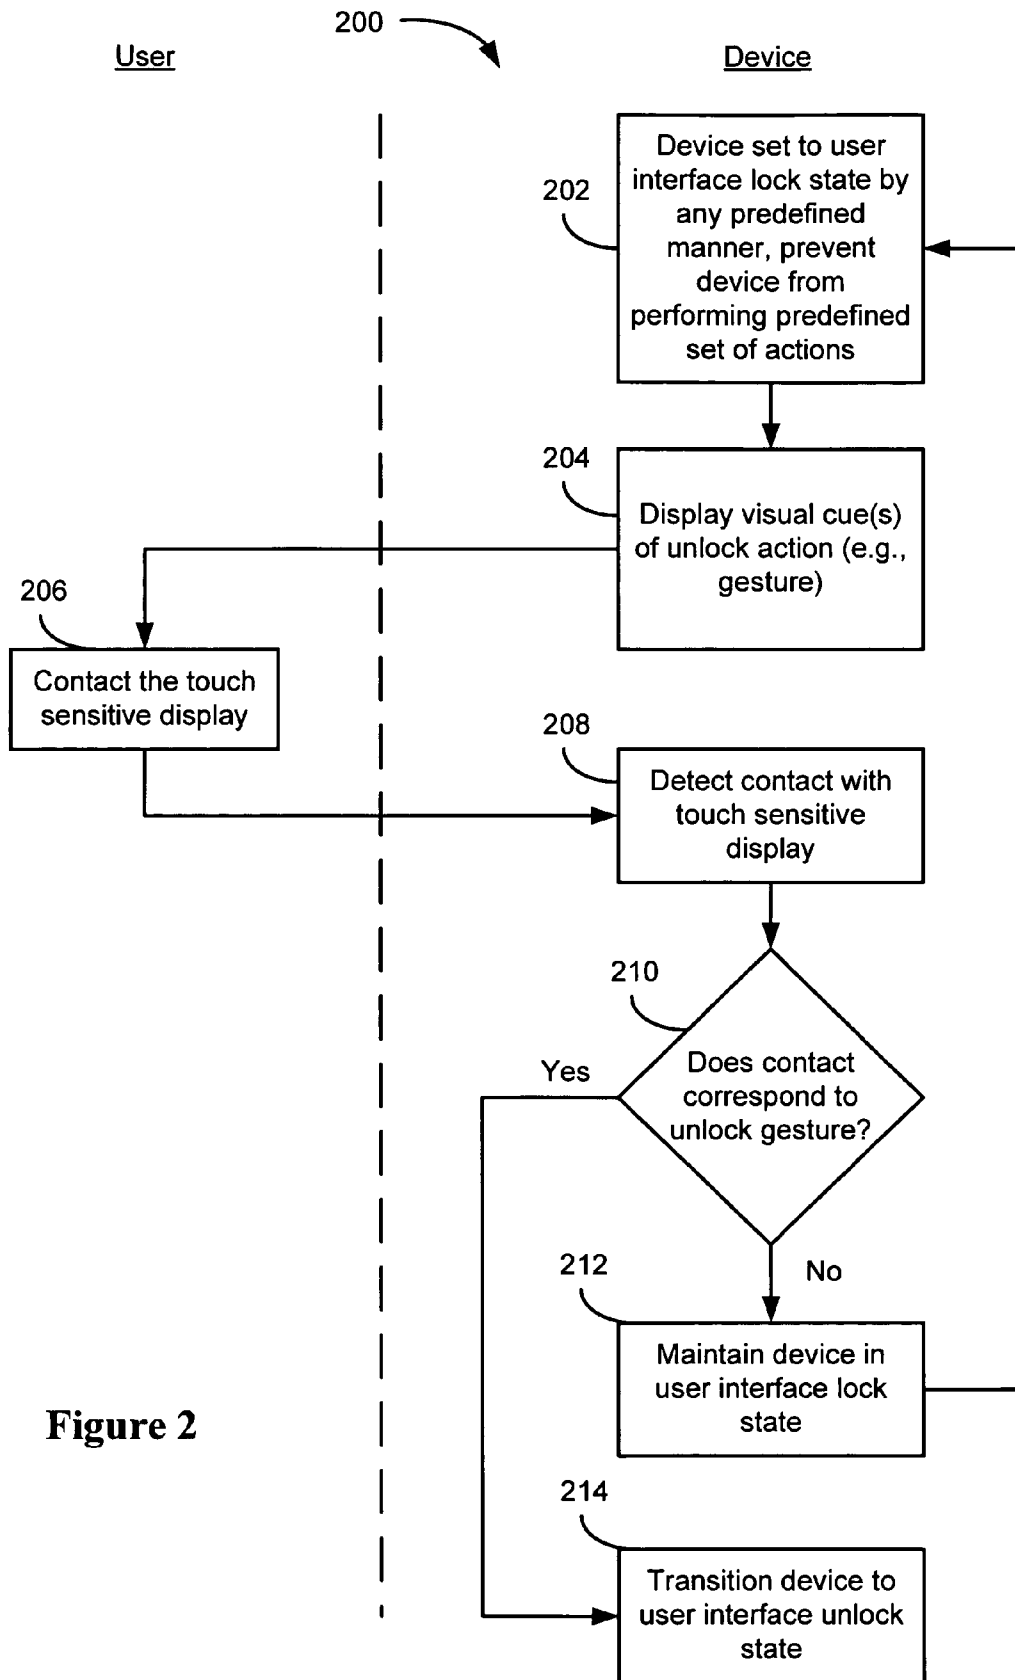 200
User
Device
202
Device set to user
interface lock state by
any predefined
manner, prevent
device from
performing predefined
set of actions
204
Display visual cue(s)
of unlock action (e.g.,
gesture)
206
Contact the touch
sensitive display
208
Detect contact with
touch sensitive
display
210
Does contact
correspond to
unlock gesture?
Yes
No
212
Maintain device in
user interface lock
state
Figure 2
214
Transition device to
user interface unlock
state